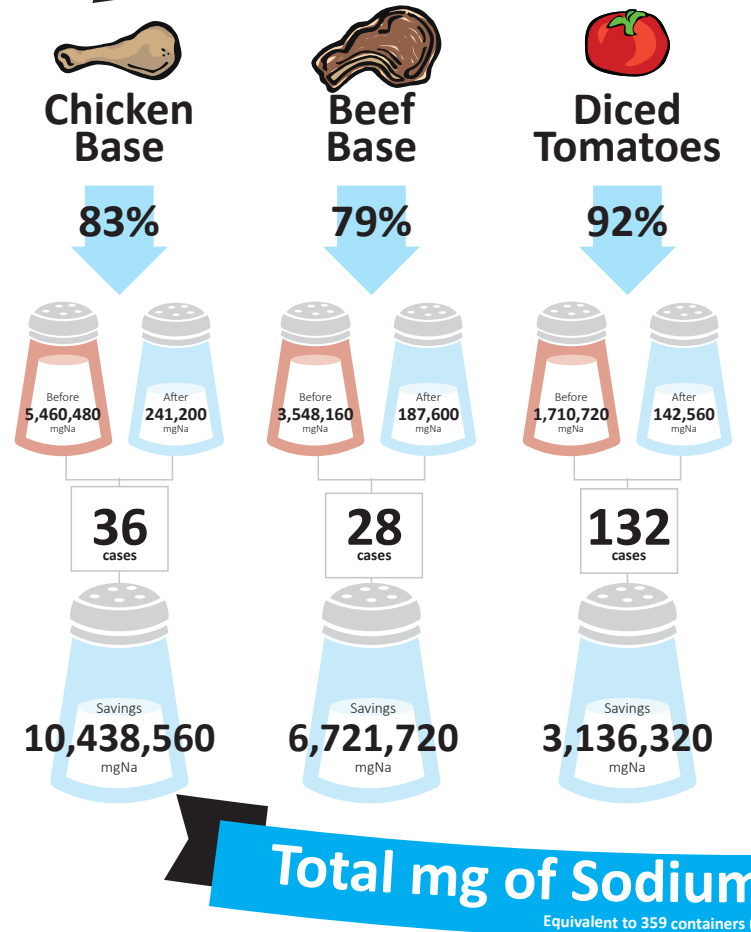 Chicken
Base
83%
Before
5,460,480
mgNa
After
241,200
mgNa
36
cases
Savings
10,438,560
mgNa
Beef
Base
79%
Before
3,548,160
mgNa
After
187,600
mgNa
28
cases
Savings
6,721,720
mgNa
Diced
Tomatoes
92%
Before
1,710,720
mgNa
After
142,560
mgNa
132
cases
Savings
3,136,320
mgNa
Total mg of Sodium
Equivalent to 359 containers